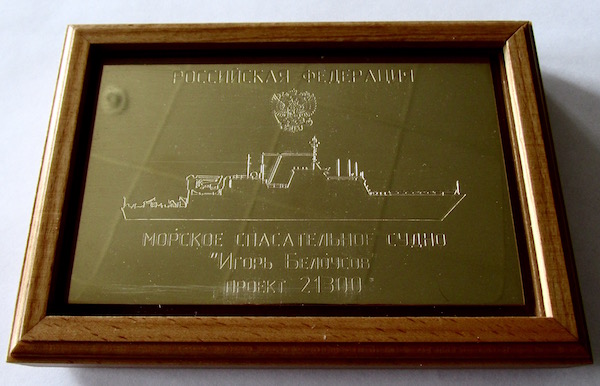 РОССИЙСКАЯ ФЕДЕРАЦИЯ
МОРСКОЕ СПАСАТЕЛЬНОЕ СУДНО
"Игорь Белоусов
проект 21300"